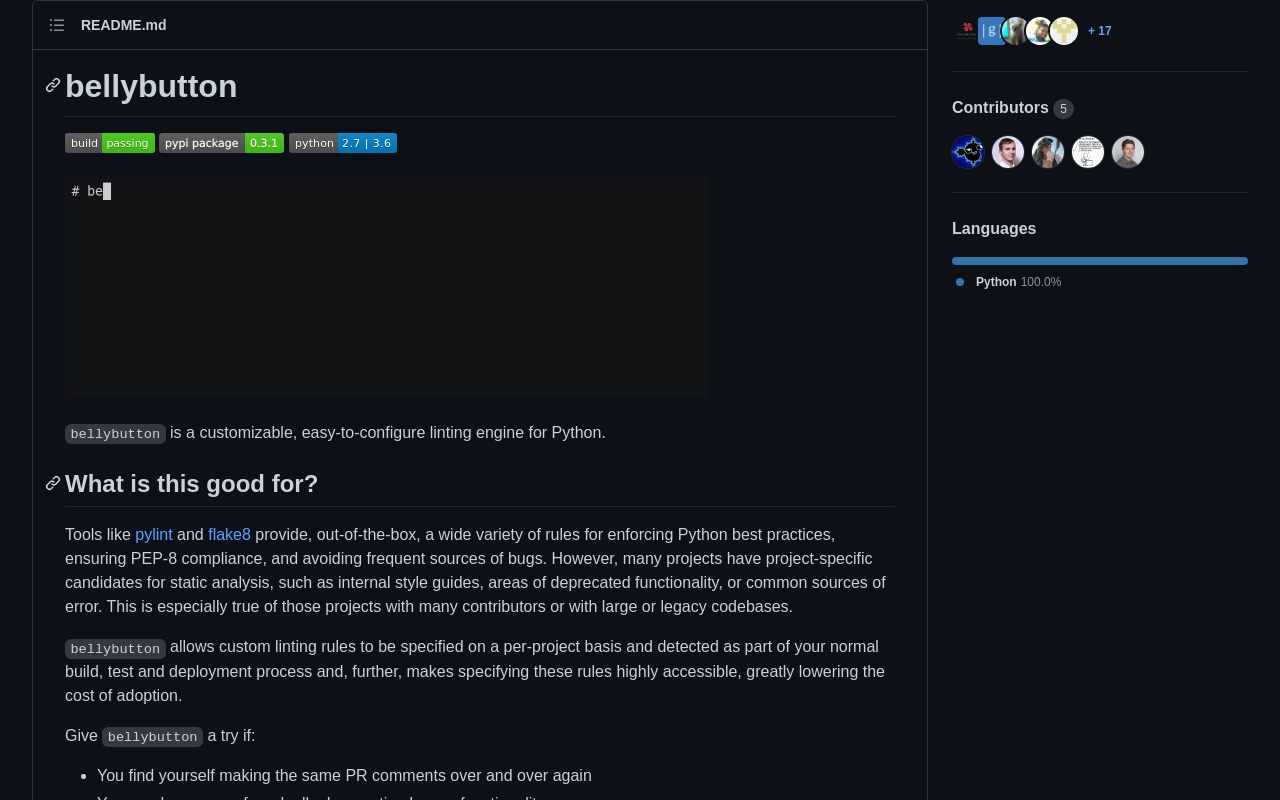 README.md
bellybutton
build passing pypi package 0.3.1 python 2.7 | 3.6
# be
bellybutton is a customizable, easy-to-configure linting engine for Python.
What is this good for?
Tools like pylint and flake8 provide, out-of-the-box, a wide variety of rules for enforcing Python best practices,
ensuring PEP-8 compliance, and avoiding frequent sources of bugs. However, many projects have project-specific
candidates for static analysis, such as internal style guides, areas of deprecated functionality, or common sources of
error. This is especially true of those projects with many contributors or with large or legacy codebases.
bellybutton allows custom linting rules to be specified on a per-project basis and detected as part of your normal
build, test and deployment process and, further, makes specifying these rules highly accessible, greatly lowering the
cost of adoption.
Give bellybutton a try if:
• You find yourself making the same PR comments over and over again
+ 17
Contributors 5
Languages
Python 100.0%